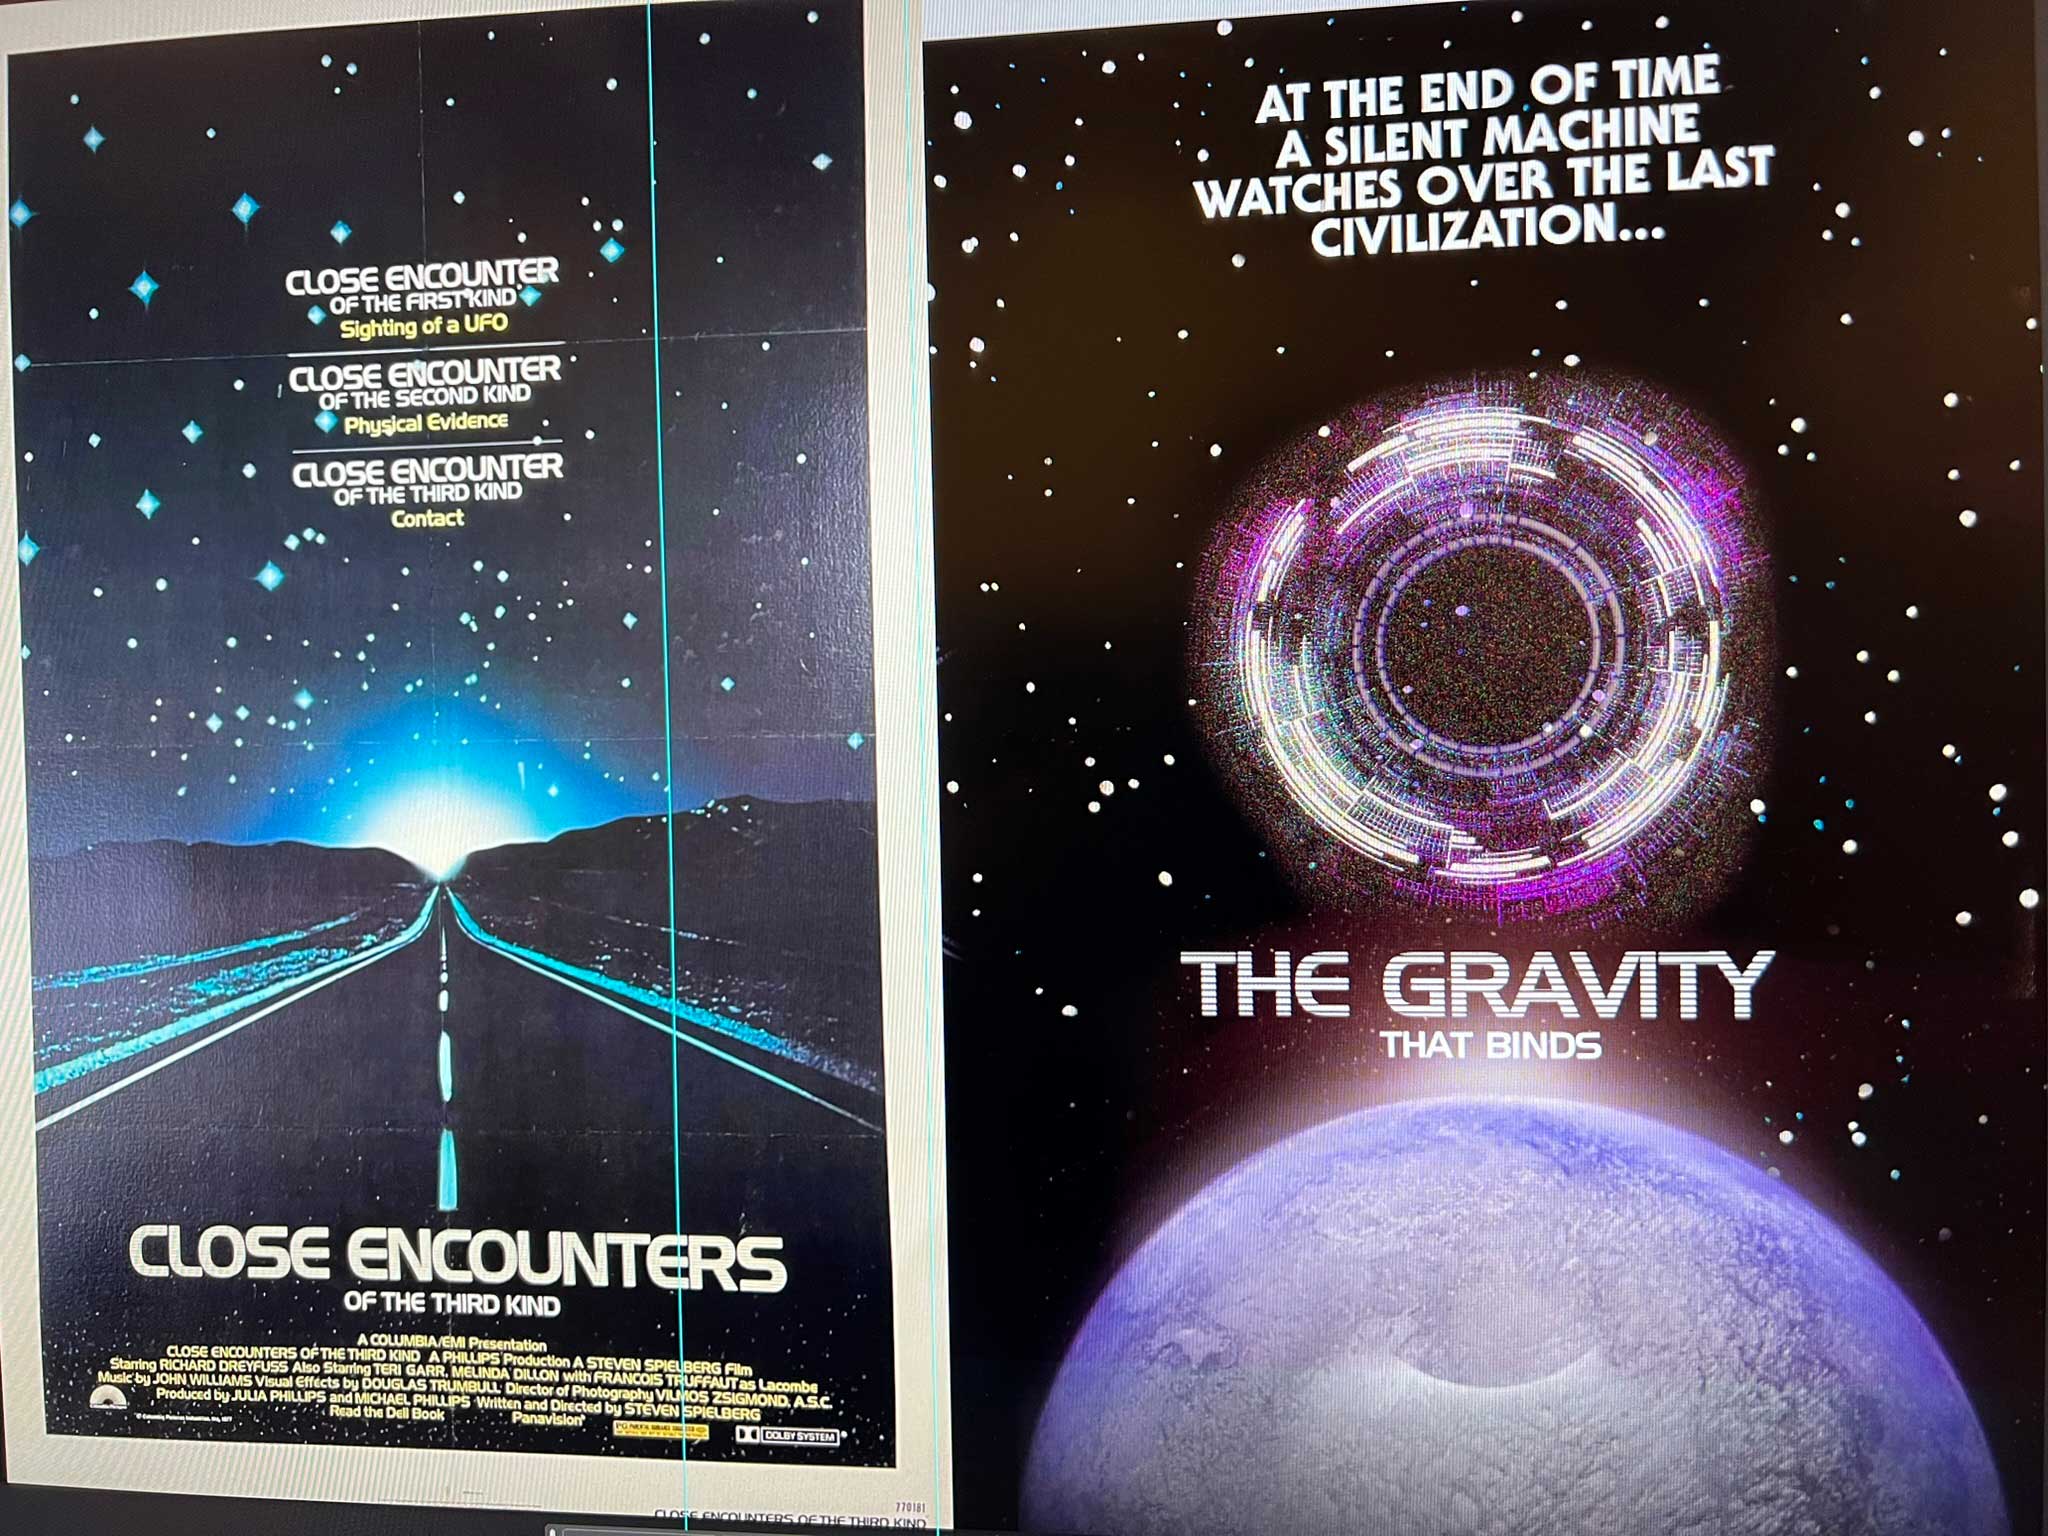 CLOSE ENCOUNTER
OF THE FIRST KIND
Sighting of a UFO
CLOSE ENCOUNTER
OF THE SECOND KIND
Physical Evidence
CLOSE ENCOUNTER
OF THE THIRD KIND
Contact
CLOSE ENCOUNTERS
OF THE THIRD KIND
A COLUMBIA/EMI Presentation
CLOSE ENCOUNTERS OF THE THIRD KIND A PHILLIPS Production A STEVEN SPIELBERG Film
Starring RICHARD DREYFUSS Also Starring TERI GARR, MELINDA DILLON with FRANCOIS TRUFFAUT as Lacombe
Music by JOHN WILLIAMS Visual Effects by DOUGLAS TRUMBULL Director of Photography VILMOS ZSIGMOND, A.S.C.
Produced by JULIA PHILLIPS and MICHAEL PHILLIPS Written and Directed by STEVEN SPIELBERG
Read the Dell Book Panavision®
DOLBY SYSTEM
770181
CLOSE ENCOUNTERS OF THE THIRD KIND
AT THE END OF TIME
A SILENT MACHINE
WATCHES OVER THE LAST
CIVILIZATION...
THE GRAVITY
THAT BINDS